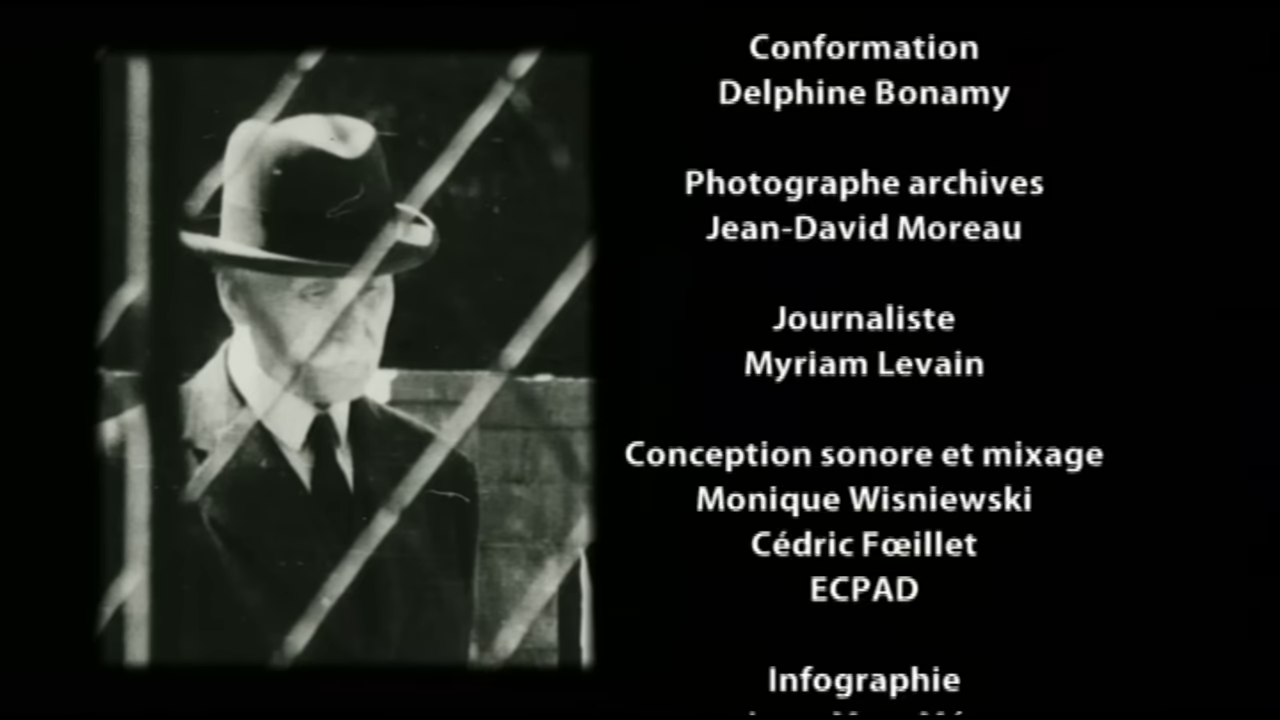 Conformation
Delphine Bonamy
Photographe archives
Jean-David Moreau
Journaliste
Myriam Levain
Conception sonore et mixage
Monique Wisniewski
Cédric Fœillet
ECPAD
Infographie